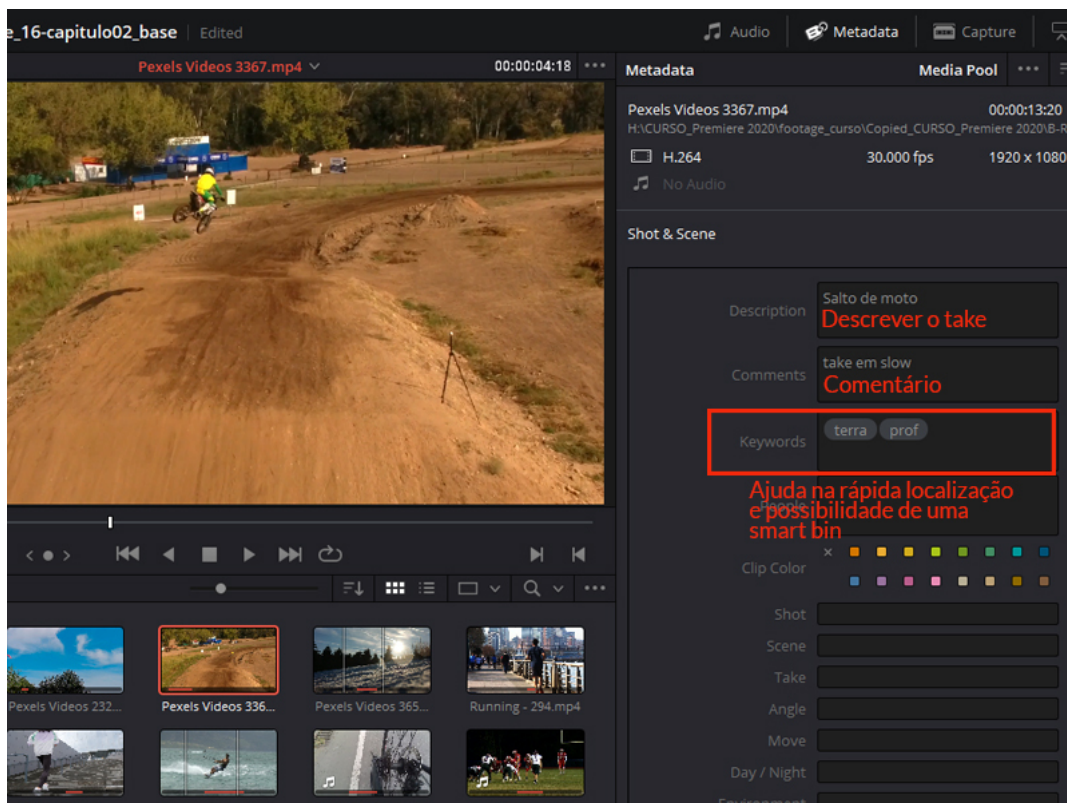 e_16-capitulo02_base Edited
Audio Metadata Capture
Pexels Videos 3367.mp4 00:00:04:18
Metadata Media Pool
Pexels Videos 3367.mp4 00:00:13:20
H:\CURSO_Premiere 2020\footage_curso\Copied_CURSO_Premiere 2020\B-R
H.264 30.000 fps 1920 x 1080
No Audio
Shot & Scene
Description Salto de moto
Descrever o take
Comments take em slow
Comentário
Keywords terra prof
People
Ajuda na rápida localização
e possibilidade de uma
smart bin
Clip Color
Shot
Scene
Take
Angle
Move
Day / Night
Environment
Pexels Videos 232... Pexels Videos 336... Pexels Videos 365... Running - 294.mp4